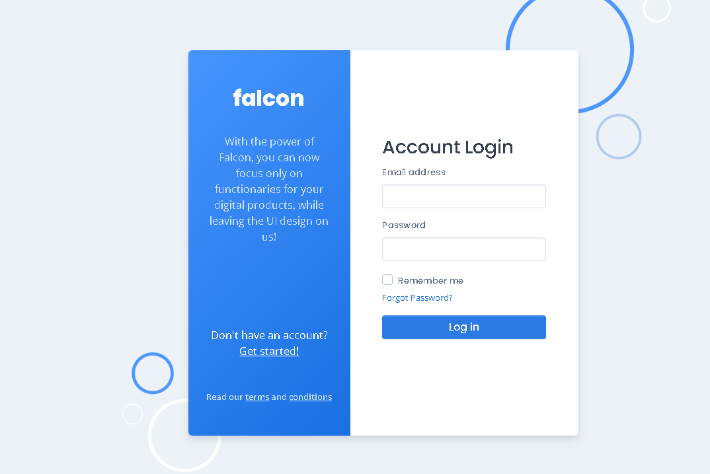 falcon
With the power of
Falcon, you can now
focus only on
functionaries for your
digital products, while
leaving the UI design on
us!
Don't have an account?
Get started!
Read our terms and conditions
Account Login
Email address
Password
Remember me
Forgot Password?
Log in